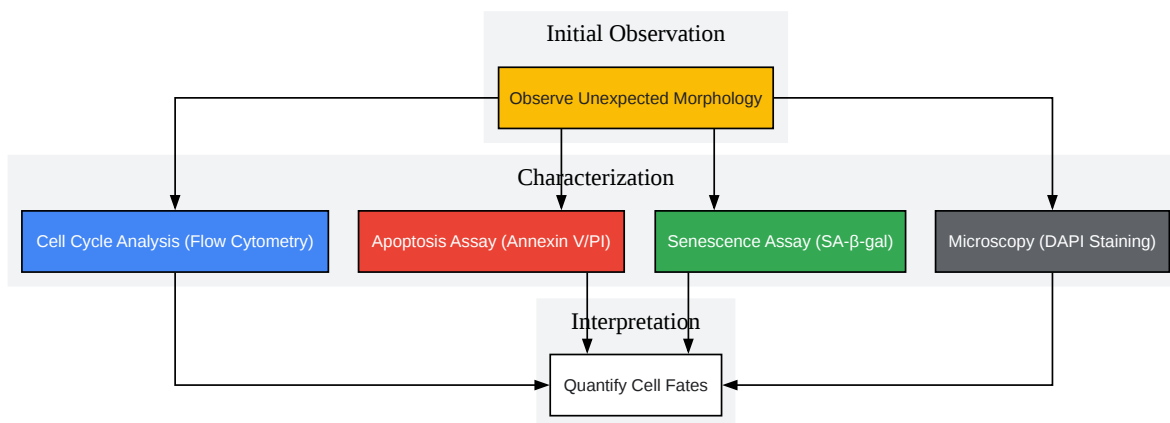 Initial Observation
Observe Unexpected Morphology
Characterization
Cell Cycle Analysis (Flow Cytometry)
Apoptosis Assay (Annexin V/PI)
Senescence Assay (SA-β-gal)
Microscopy (DAPI Staining)
Interpretation
Quantify Cell Fates